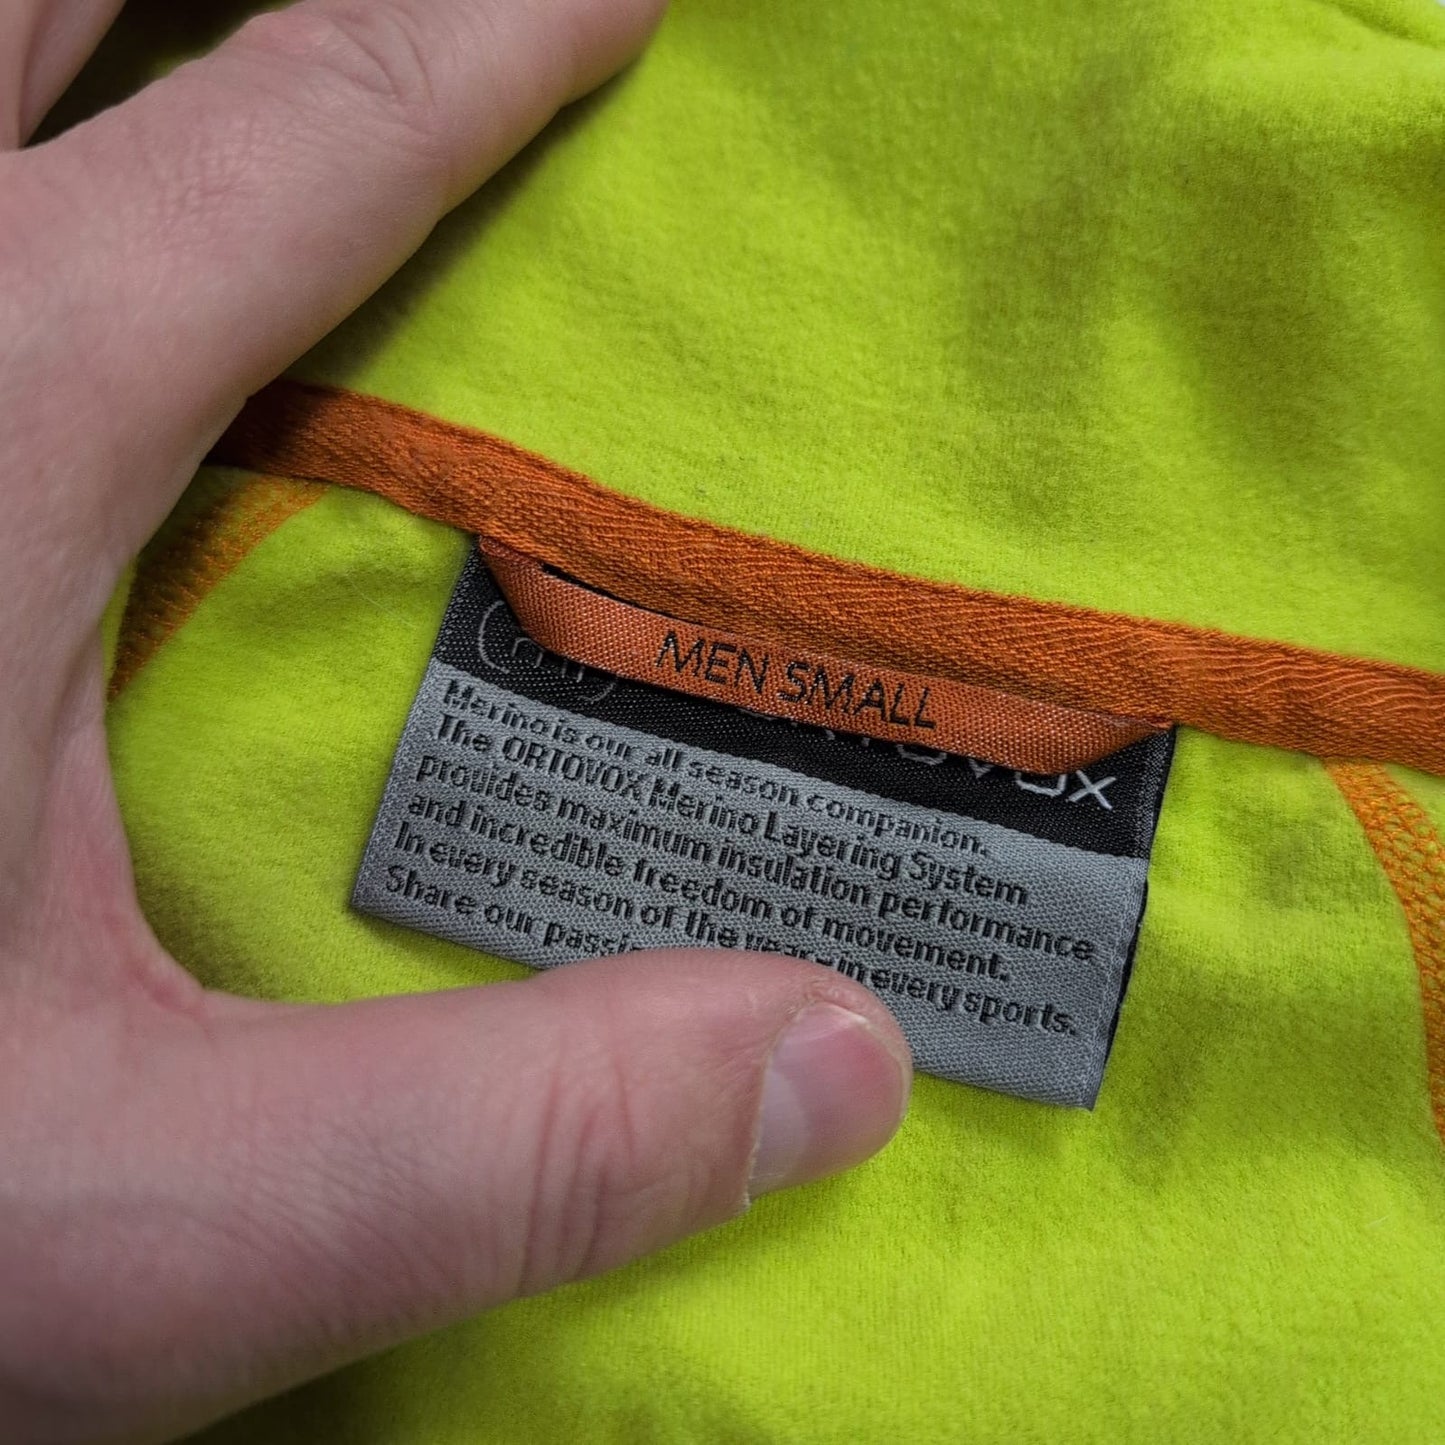 MEN SMALL
Merino is our all season companion.
The ORTOVOX Merino Layering System
provides maximum insulation performance
and incredible freedom of movement.
In every season of the year - in every sports.
Share our